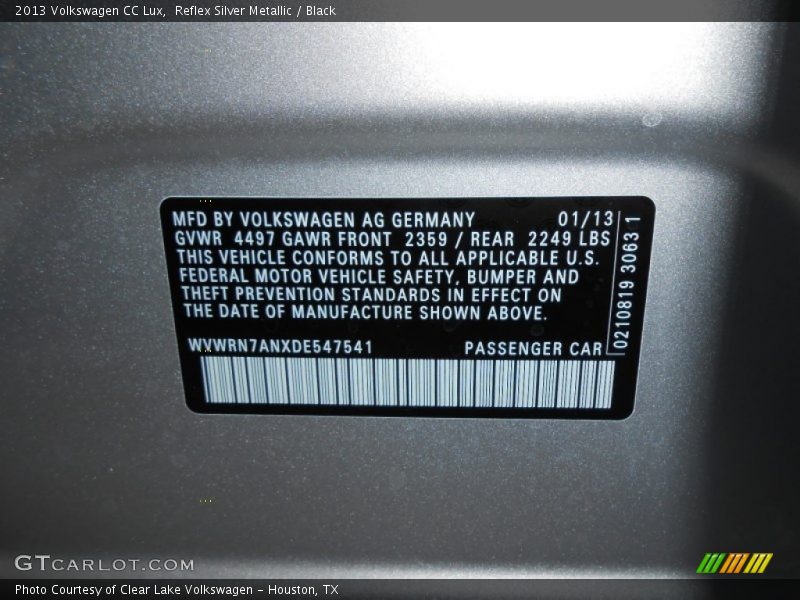 2013 Volkswagen CC Lux, Reflex Silver Metallic / Black
MFD BY VOLKSWAGEN AG GERMANY 01/13
GVWR 4497 GAWR FRONT 2359 / REAR 2249 LBS
THIS VEHICLE CONFORMS TO ALL APPLICABLE U.S.
FEDERAL MOTOR VEHICLE SAFETY, BUMPER AND
THEFT PREVENTION STANDARDS IN EFFECT ON
THE DATE OF MANUFACTURE SHOWN ABOVE.
WVWRN7ANXDE547541 PASSENGER CAR
0210819 30631
GTCARLOT.COM
Photo Courtesy of Clear Lake Volkswagen - Houston, TX